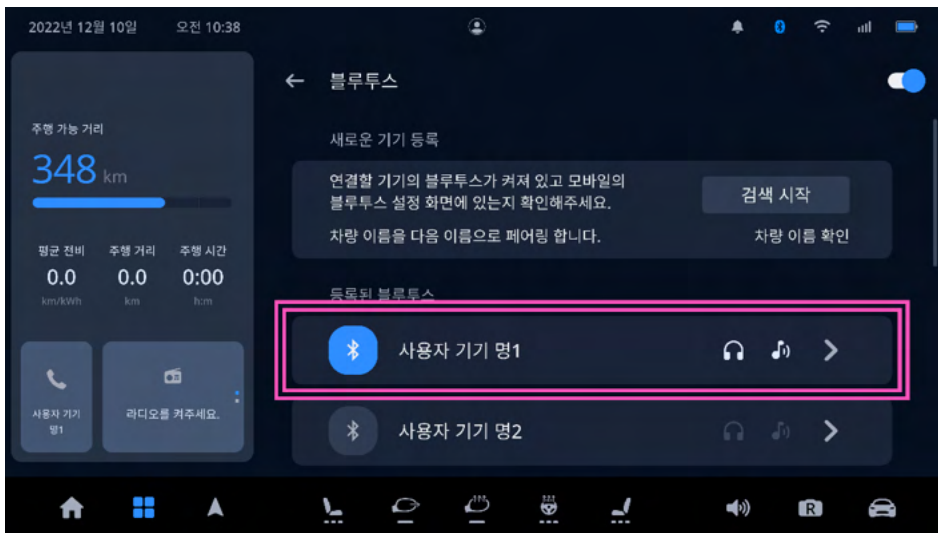 2022년 12월 10일 오전 10:38
주행 가능 거리
348 km
평균 전비 주행 거리 주행 시간
0.0 0.0 0:00
km/kWh km h:m
사용자 기기
명1
라디오를 켜주세요.
블루투스
새로운 기기 등록
연결할 기기의 블루투스가 켜져 있고 모바일의
블루투스 설정 화면에 있는지 확인해주세요.
검색 시작
차량 이름을 다음 이름으로 페어링 합니다.
차량 이름 확인
등록된 블루투스
사용자 기기 명1
사용자 기기 명2
R